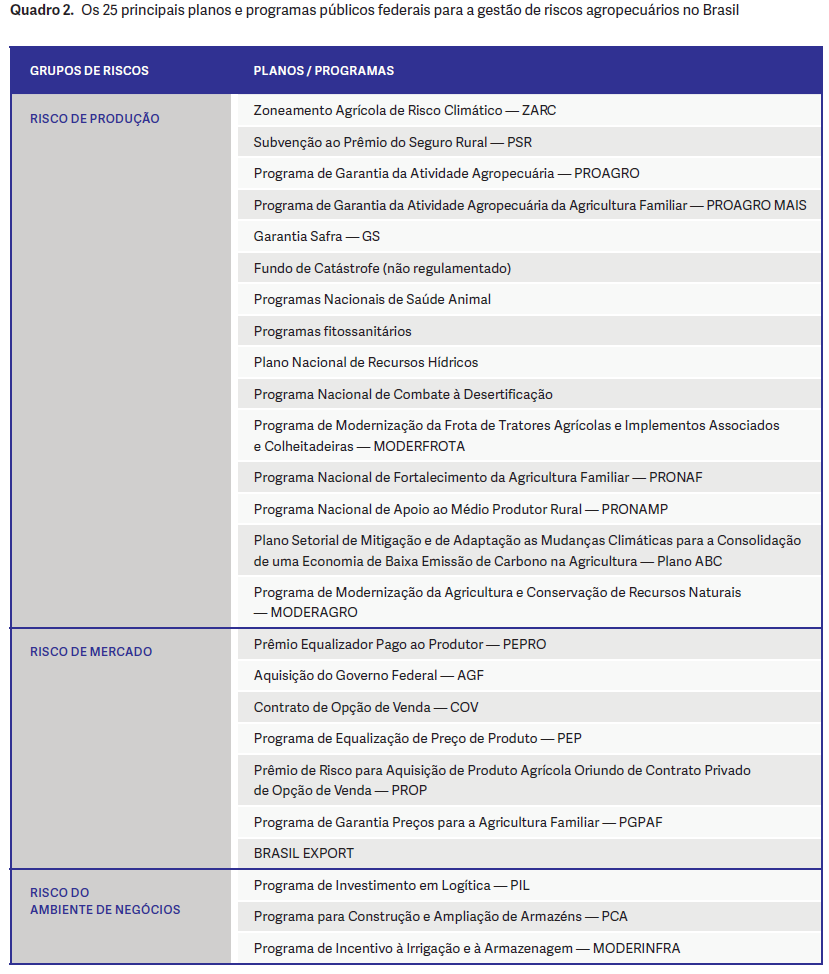 Quadro 2. Os 25 principais planos e programas públicos federais para a gestão de riscos agropecuários no Brasil
GRUPOS DE RISCOS
PLANOS / PROGRAMAS
RISCO DE PRODUÇÃO
Zoneamento Agrícola de Risco Climático — ZARC
Subvenção ao Prêmio do Seguro Rural — PSR
Programa de Garantia da Atividade Agropecuária — PROAGRO
Programa de Garantia da Atividade Agropecuária da Agricultura Familiar — PROAGRO MAIS
Garantia Safra — GS
Fundo de Catástrofe (não regulamentado)
Programas Nacionais de Saúde Animal
Programas fitossanitários
Plano Nacional de Recursos Hídricos
Programa Nacional de Combate à Desertificação
Programa de Modernização da Frota de Tratores Agrícolas e Implementos Associados
e Colheitadeiras — MODERFROTA
Programa Nacional de Fortalecimento da Agricultura Familiar — PRONAF
Programa Nacional de Apoio ao Médio Produtor Rural — PRONAMP
Plano Setorial de Mitigação e de Adaptação as Mudanças Climáticas para a Consolidação
de uma Economia de Baixa Emissão de Carbono na Agricultura — Plano ABC
Programa de Modernização da Agricultura e Conservação de Recursos Naturais
— MODERAGRO
RISCO DE MERCADO
Prêmio Equalizador Pago ao Produtor — PEPRO
Aquisição do Governo Federal — AGF
Contrato de Opção de Venda — COV
Programa de Equalização de Preço de Produto — PEP
Prêmio de Risco para Aquisição de Produto Agrícola Oriundo de Contrato Privado
de Opção de Venda — PROP
Programa de Garantia Preços para a Agricultura Familiar — PGPAF
BRASIL EXPORT
RISCO DO
AMBIENTE DE NEGÓCIOS
Programa de Investimento em Logítica — PIL
Programa para Construção e Ampliação de Armazéns — PCA
Programa de Incentivo à Irrigação e à Armazenagem — MODERINFRA